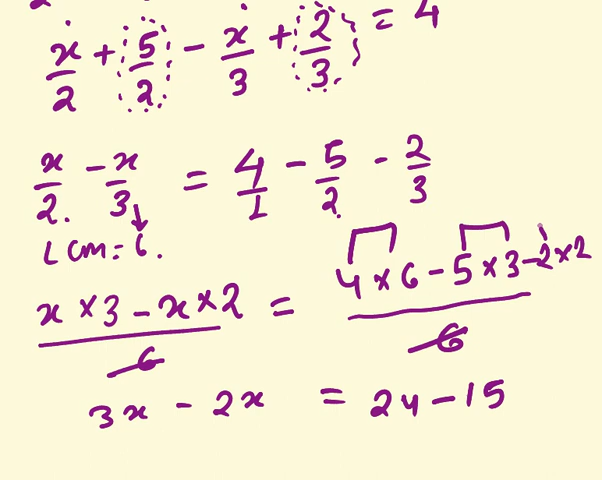 x/2 + 5/2 - x/3 + 2/3 = 4
x/2 - x/3 = 4/1 - 5/2 - 2/3
LCM = 6.
(x × 3 - x × 2)/6 = (4 × 6 - 5 × 3 - 2 × 2)/6
3x - 2x = 24 - 15